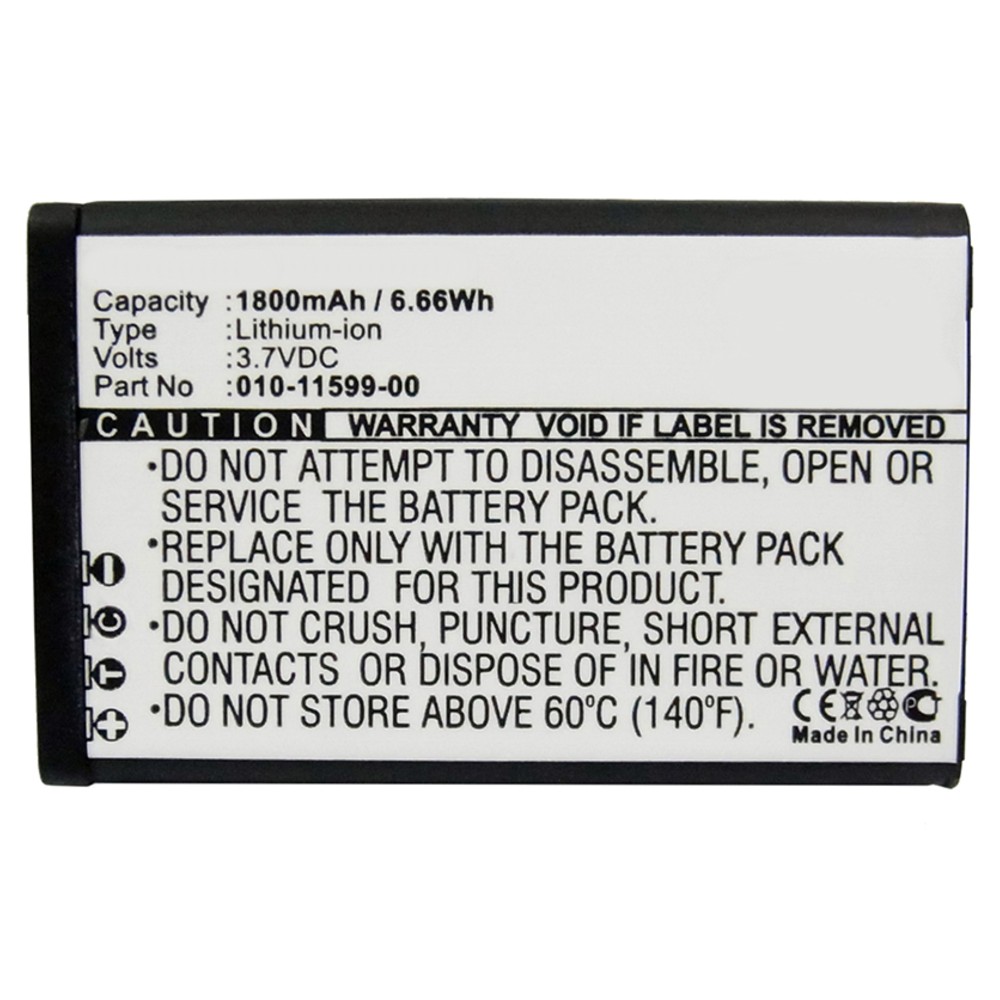 Capacity :1800mAh / 6.66Wh
Type :Lithium-ion
Volts :3.7VDC
Part No :010-11599-00
CAUTION WARRANTY VOID IF LABEL IS REMOVED
•DO NOT ATTEMPT TO DISASSEMBLE, OPEN OR
SERVICE THE BATTERY PACK.
•REPLACE ONLY WITH THE BATTERY PACK
DESIGNATED FOR THIS PRODUCT.
•DO NOT CRUSH, PUNCTURE, SHORT EXTERNAL
CONTACTS OR DISPOSE OF IN FIRE OR WATER.
•DO NOT STORE ABOVE 60°C (140°F).
- C T +
CE PC
Made In China